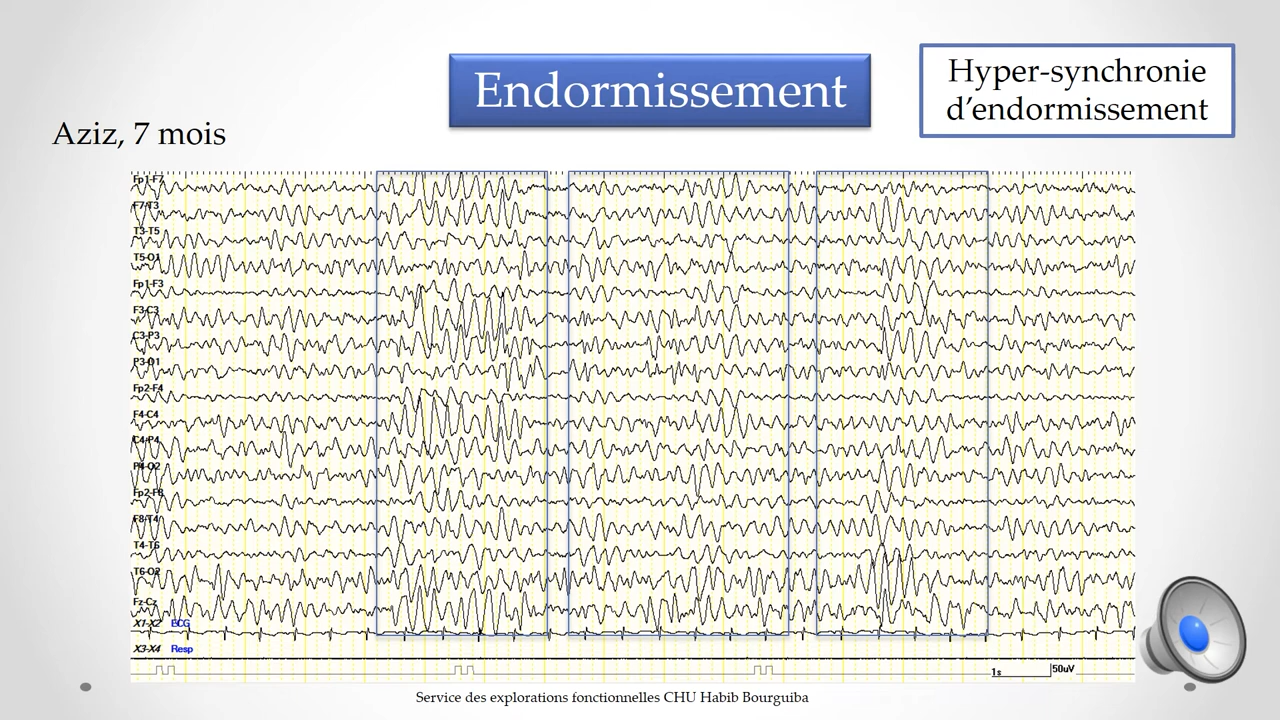 Endormissement
Hyper-synchronie
d’endormissement
Aziz, 7 mois
Fp1-F7
F7-T3
T3-T5
T5-O1
Fp1-F3
F3-C3
C3-P3
P3-O1
Fp2-F4
F4-C4
C4-P4
P4-O2
Fp2-F8
F8-T4
T4-T6
T6-O2
Fz-Cz
X1-X2 ECG
X3-X4 Resp
1s 50uV
Service des explorations fonctionnelles CHU Habib Bourguiba